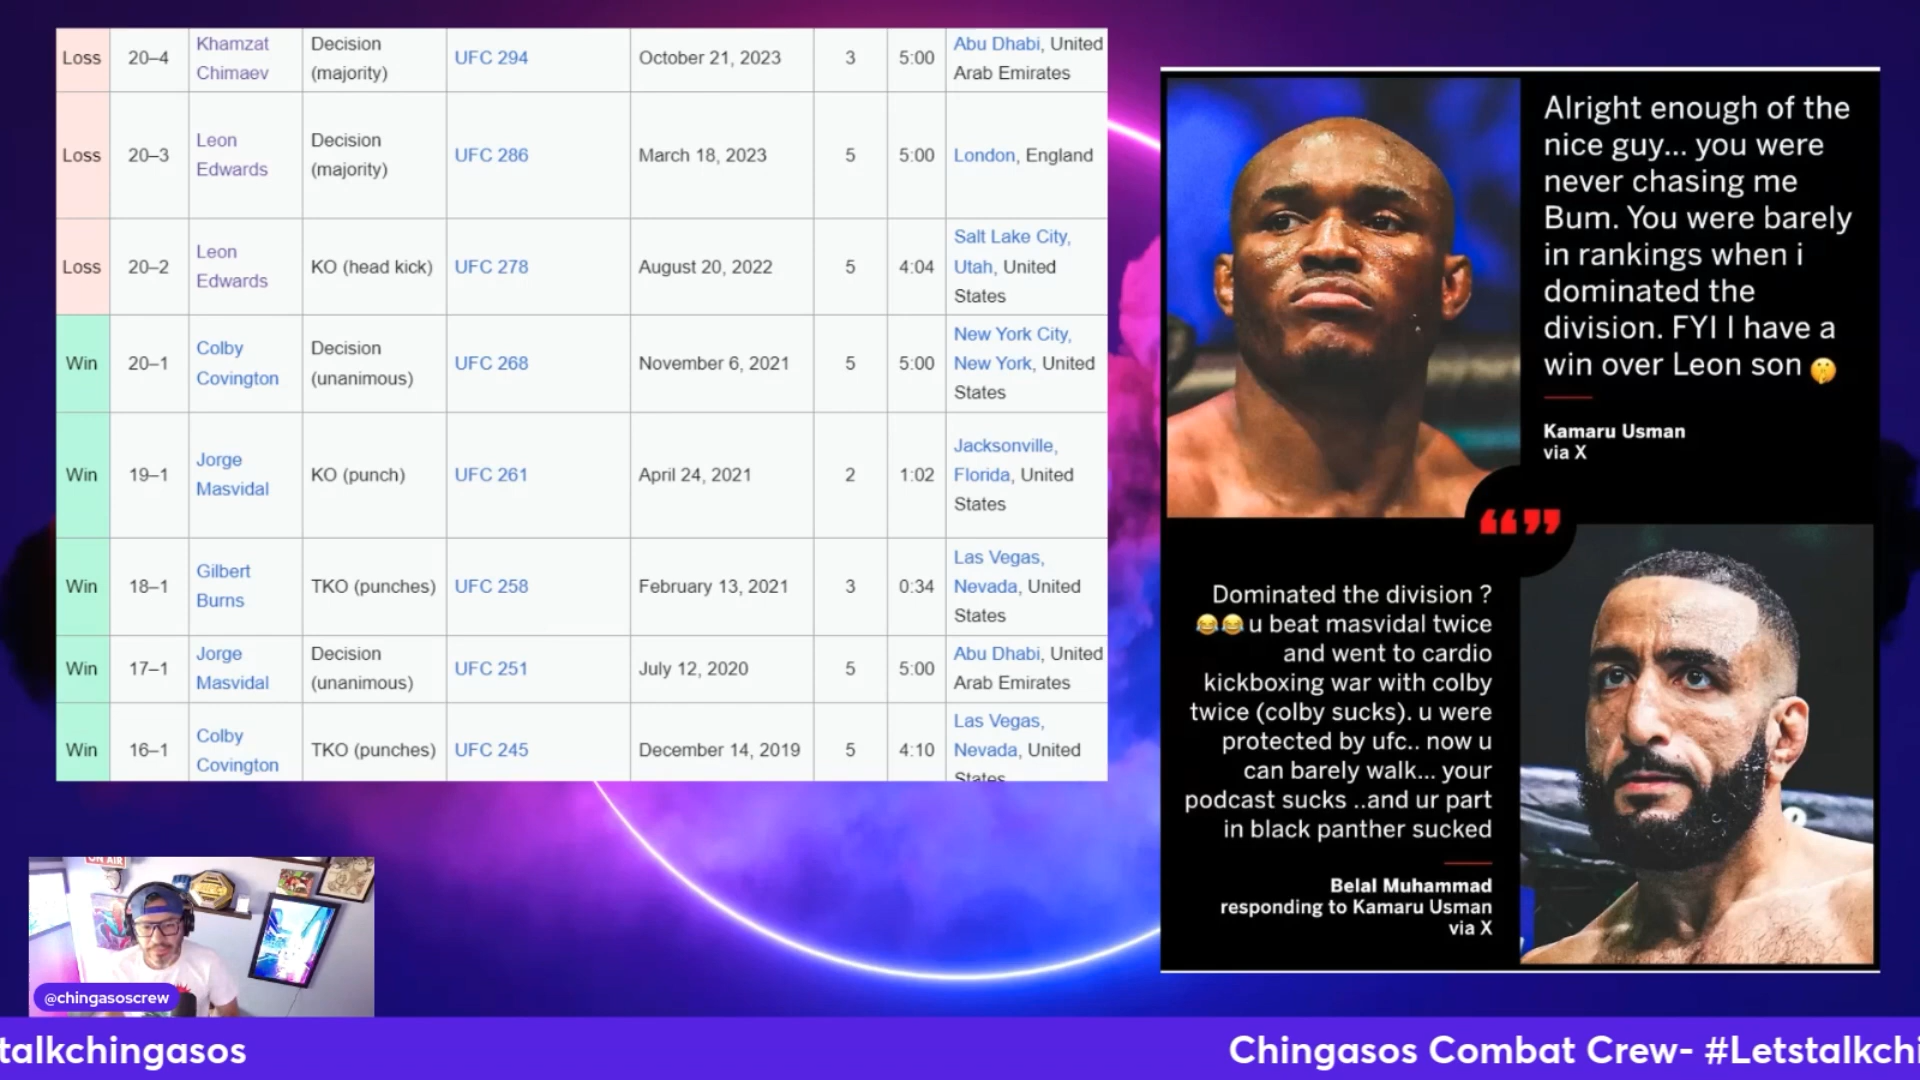 Loss 20–4 Khamzat Chimaev Decision (majority) UFC 294 October 21, 2023 3 5:00 Abu Dhabi, United Arab Emirates
Loss 20–3 Leon Edwards Decision (majority) UFC 286 March 18, 2023 5 5:00 London, England
Loss 20–2 Leon Edwards KO (head kick) UFC 278 August 20, 2022 5 4:04 Salt Lake City, Utah, United States
Win 20–1 Colby Covington Decision (unanimous) UFC 268 November 6, 2021 5 5:00 New York City, New York, United States
Win 19–1 Jorge Masvidal KO (punch) UFC 261 April 24, 2021 2 1:02 Jacksonville, Florida, United States
Win 18–1 Gilbert Burns TKO (punches) UFC 258 February 13, 2021 3 0:34 Las Vegas, Nevada, United States
Win 17–1 Jorge Masvidal Decision (unanimous) UFC 251 July 12, 2020 5 5:00 Abu Dhabi, United Arab Emirates
Win 16–1 Colby Covington TKO (punches) UFC 245 December 14, 2019 5 4:10 Las Vegas, Nevada, United States
Alright enough of the
nice guy... you were
never chasing me
Bum. You were barely
in rankings when i
dominated the
division. FYI I have a
win over Leon son 🤫
Kamaru Usman
via X
Dominated the division ?
😂😂 u beat masvidal twice
and went to cardio
kickboxing war with colby
twice (colby sucks). u were
protected by ufc.. now u
can barely walk... your
podcast sucks ..and ur part
in black panther sucked
Belal Muhammad
responding to Kamaru Usman
via X
ON AIR
@chingasoscrew
talkchingasos
Chingasos Combat Crew- #Letstalkchi